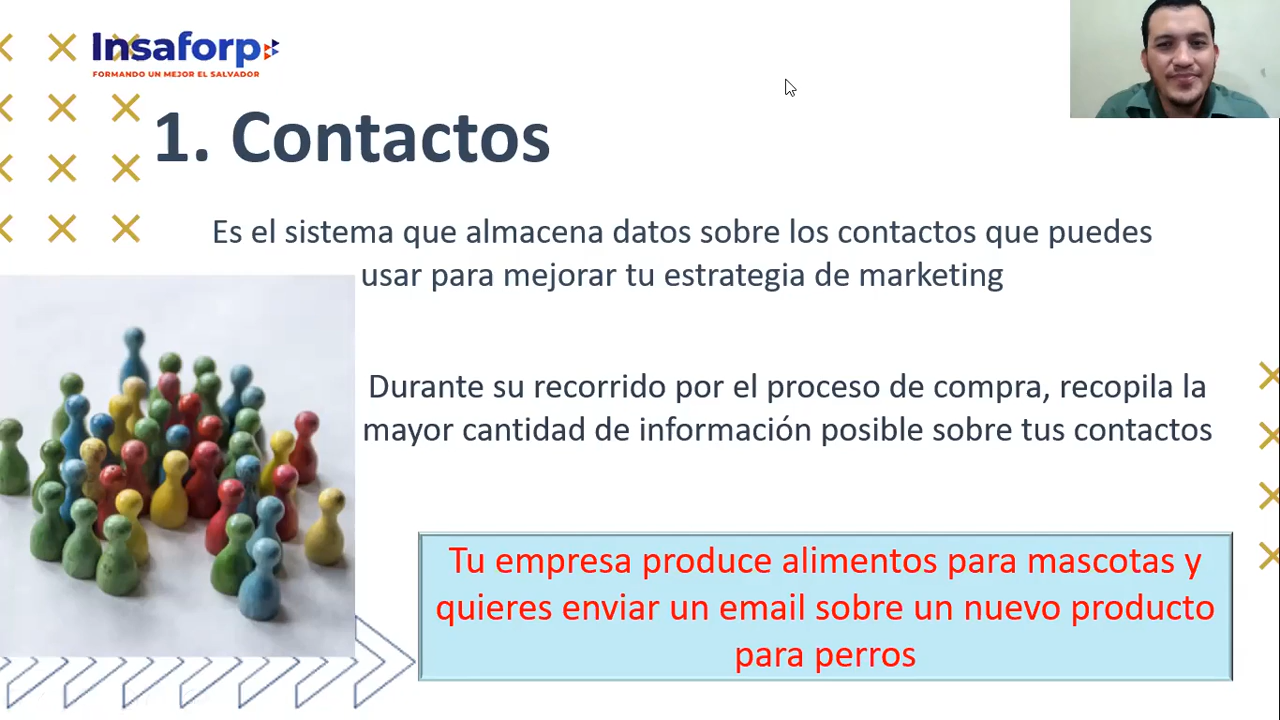 Insaforp
FORMANDO UN MEJOR EL SALVADOR
1. Contactos
Es el sistema que almacena datos sobre los contactos que puedes
usar para mejorar tu estrategia de marketing
Durante su recorrido por el proceso de compra, recopila la
mayor cantidad de información posible sobre tus contactos
Tu empresa produce alimentos para mascotas y
quieres enviar un email sobre un nuevo producto
para perros